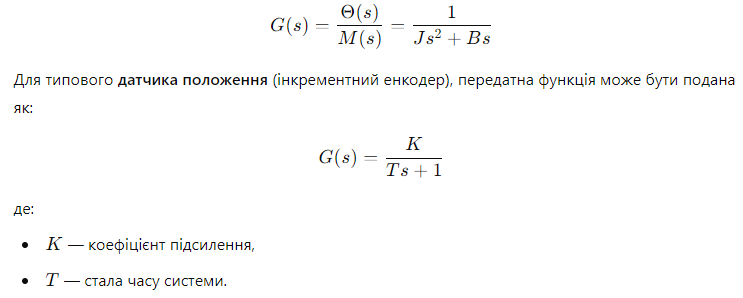 G(s) = Θ(s) / M(s) = 1 / (Js² + Bs)
Для типового датчика положення (інкрементний енкодер), передатна функція може бути подана
як:
G(s) = K / (Ts + 1)
де:
• K — коефіцієнт підсилення,
• T — стала часу системи.